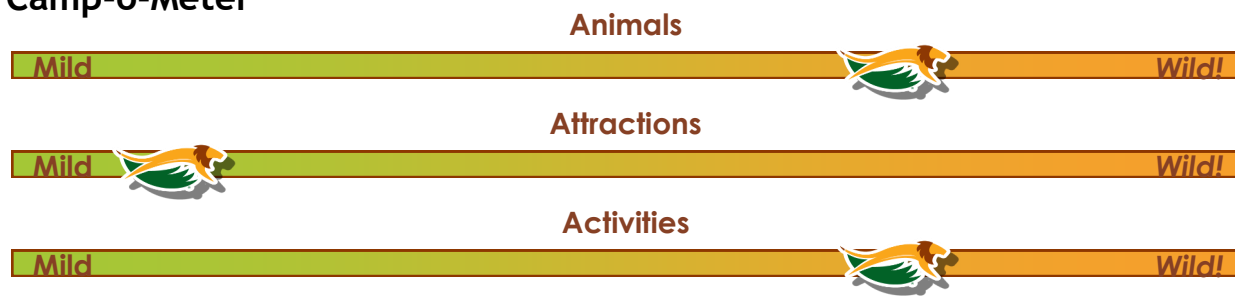 Camp-o-Meter
Animals
Mild Wild!
Attractions
Mild Wild!
Activities
Mild Wild!